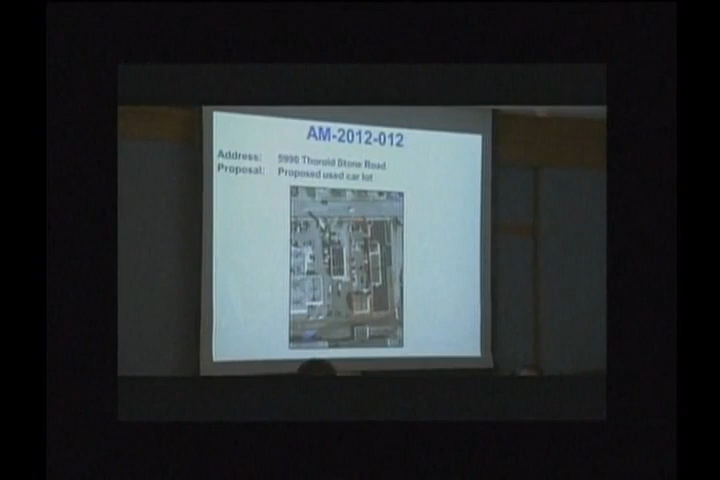 AM-2012-012
Address: 5990 Thorold Stone Road
Proposal: Proposed used car lot